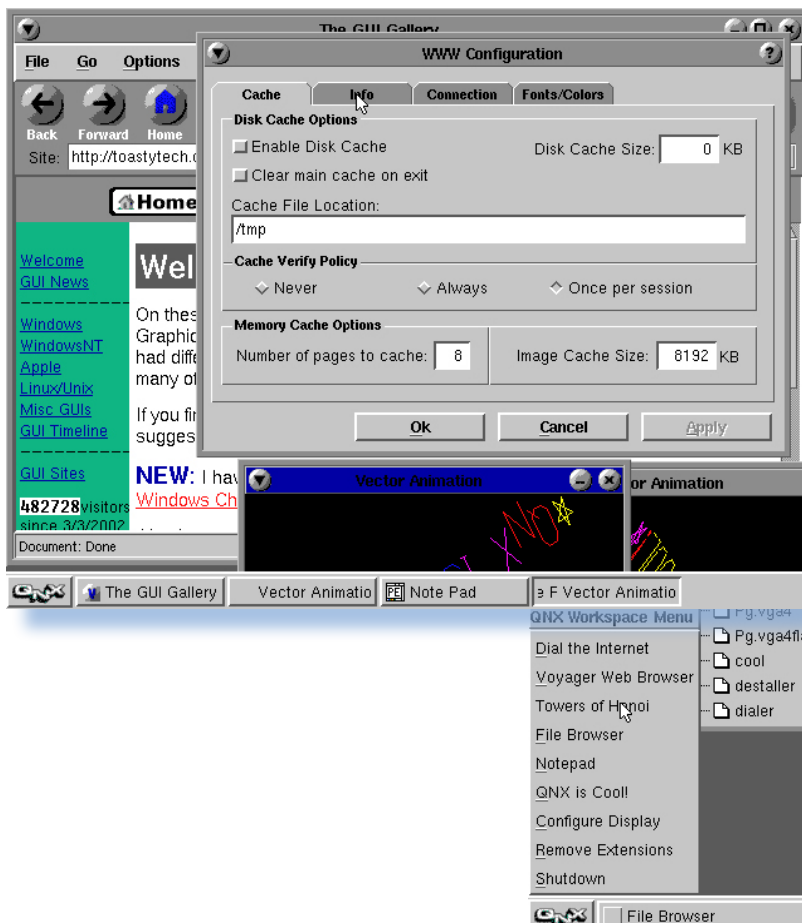 The GUI Gallery
File Go Options
WWW Configuration
?
Cache Info Connection Fonts/Colors
Back Forward Home
Disk Cache Options
Enable Disk Cache Disk Cache Size: 0 KB
Site: http://toastytech.
Clear main cache on exit
Home
Cache File Location:
/tmp
Welcome
GUI News
Wel
Cache Verify Policy
Never Always Once per session
On thes
Windows
Graphic
WindowsNT
had diffe
Apple
many of
Linux/Unix
Misc GUIs
GUI Timeline
Memory Cache Options
Number of pages to cache: 8 Image Cache Size: 8192 KB
If you fi
sugges
Ok Cancel Apply
GUI Sites
NEW: I hav
482728 visitors
Windows Ch
since 3/3/2002
Vector Animation
or Animation
Document: Done
QNX The GUI Gallery Vector Animatio Note Pad e F Vector Animatio
QNX Workspace Menu
Dial the Internet
Voyager Web Browser
Towers of Hanoi
File Browser
Notepad
QNX is Cool!
Configure Display
Remove Extensions
Shutdown
Pg.vga4
Pg.vga4fla
cool
destaller
dialer
QNX File Browser